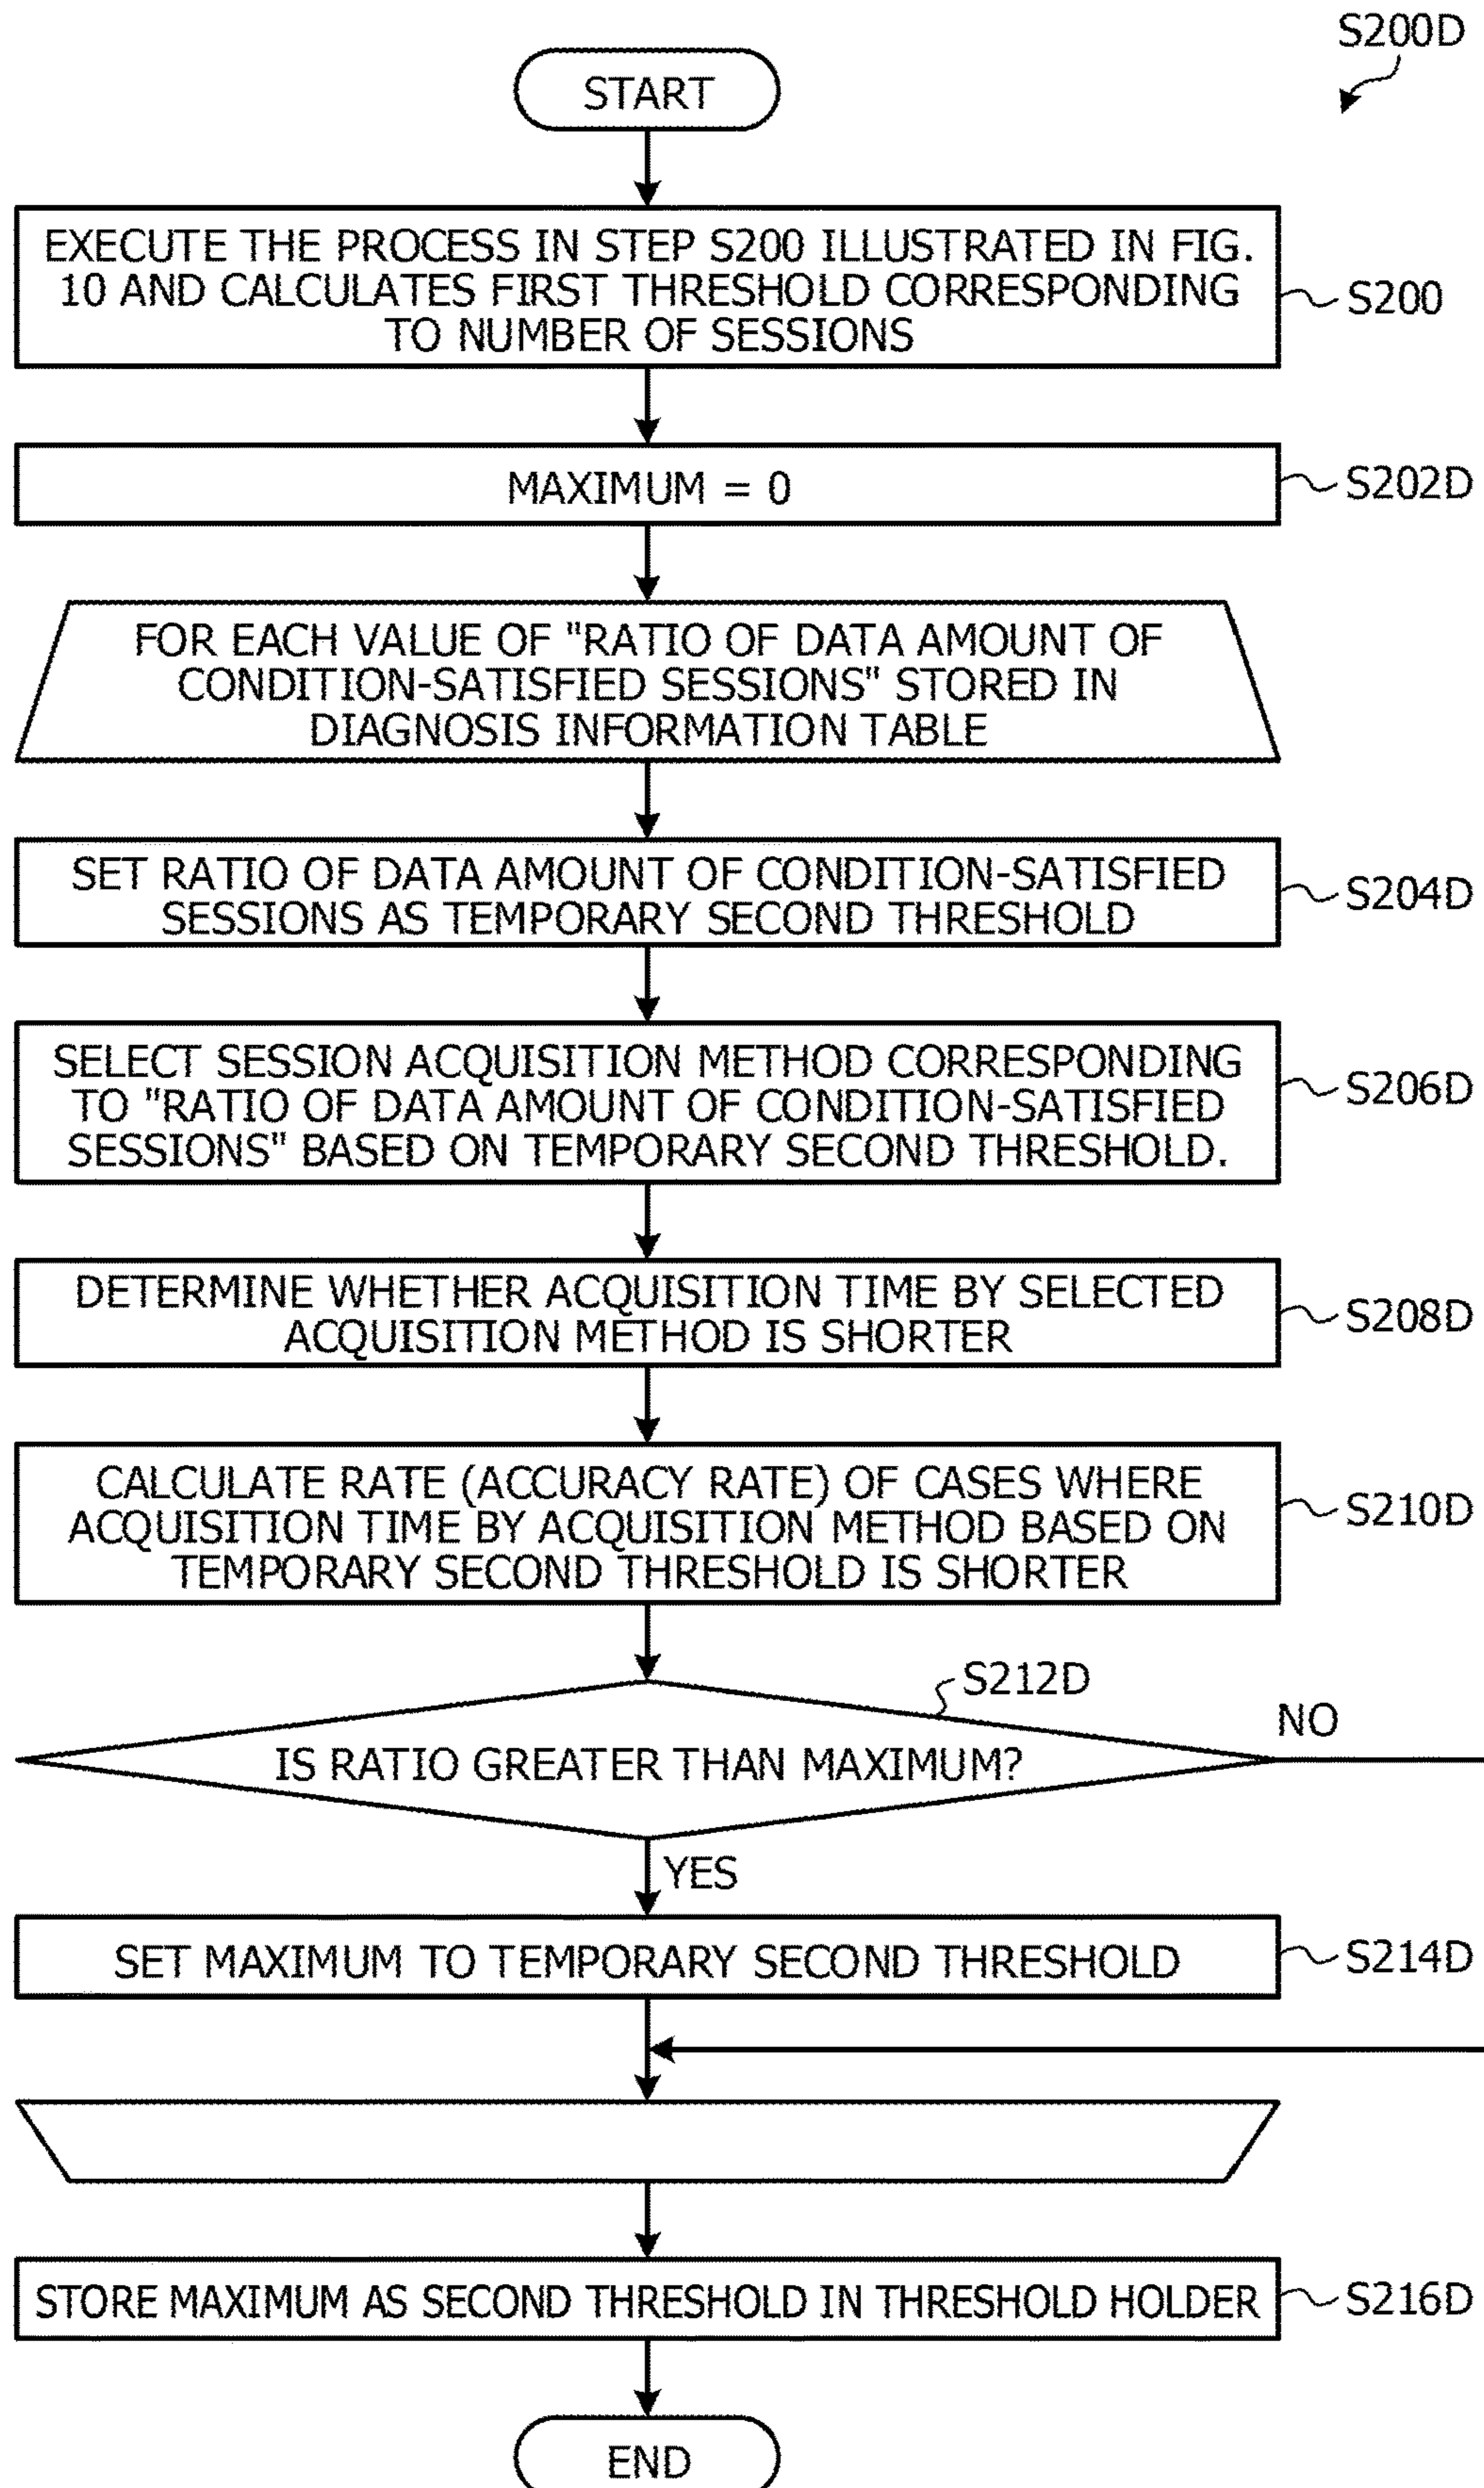 S200D
START
EXECUTE THE PROCESS IN STEP S200 ILLUSTRATED IN FIG.
10 AND CALCULATES FIRST THRESHOLD CORRESPONDING
TO NUMBER OF SESSIONS
S200
MAXIMUM = 0
S202D
FOR EACH VALUE OF "RATIO OF DATA AMOUNT OF
CONDITION-SATISFIED SESSIONS" STORED IN
DIAGNOSIS INFORMATION TABLE
SET RATIO OF DATA AMOUNT OF CONDITION-SATISFIED
SESSIONS AS TEMPORARY SECOND THRESHOLD
S204D
SELECT SESSION ACQUISITION METHOD CORRESPONDING
TO "RATIO OF DATA AMOUNT OF CONDITION-SATISFIED
SESSIONS" BASED ON TEMPORARY SECOND THRESHOLD.
S206D
DETERMINE WHETHER ACQUISITION TIME BY SELECTED
ACQUISITION METHOD IS SHORTER
S208D
CALCULATE RATE (ACCURACY RATE) OF CASES WHERE
ACQUISITION TIME BY ACQUISITION METHOD BASED ON
TEMPORARY SECOND THRESHOLD IS SHORTER
S210D
S212D
IS RATIO GREATER THAN MAXIMUM?
NO
YES
SET MAXIMUM TO TEMPORARY SECOND THRESHOLD
S214D
STORE MAXIMUM AS SECOND THRESHOLD IN THRESHOLD HOLDER
S216D
END